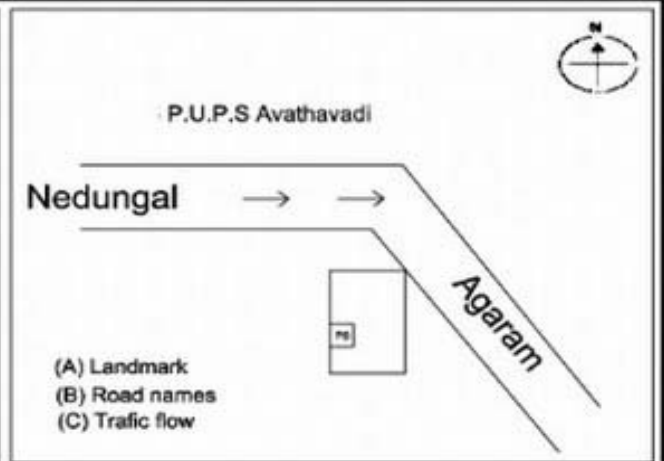 N
P.U.P.S Avathavadi
Nedungal
Agaram
PS
(A) Landmark
(B) Road names
(C) Trafic flow